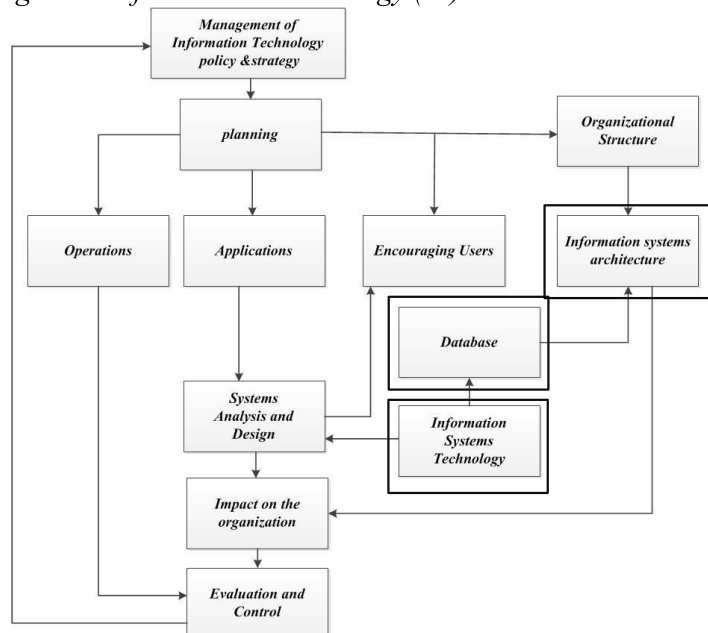 Management of
Information Technology
policy &strategy
planning
Organizational
Structure
Operations
Applications
Encouraging Users
Information systems
architecture
Database
Systems
Analysis and
Design
Information
Systems
Technology
Impact on the
organization
Evaluation and
Control